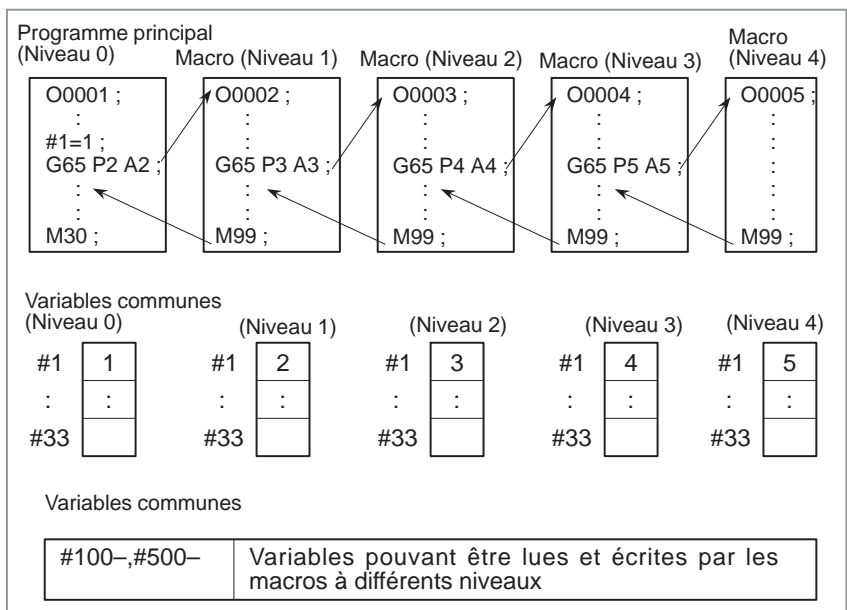 Programme principal
(Niveau 0) Macro (Niveau 1) Macro (Niveau 2) Macro (Niveau 3) Macro
(Niveau 4)
O0001 ; O0002 ; O0003 ; O0004 ; O0005 ;
: : : : :
#1=1 ; : : : :
G65 P2 A2 ; G65 P3 A3 ; G65 P4 A4 ; G65 P5 A5 ; :
: : : : :
: : : : :
M30 ; M99 ; M99 ; M99 ; M99 ;
Variables communes
(Niveau 0) (Niveau 1) (Niveau 2) (Niveau 3) (Niveau 4)
#1 1 #1 2 #1 3 #1 4 #1 5
: : : : : : : : : :
#33 #33 #33 #33 #33
Variables communes
#100–,#500– Variables pouvant être lues et écrites par les
macros à différents niveaux